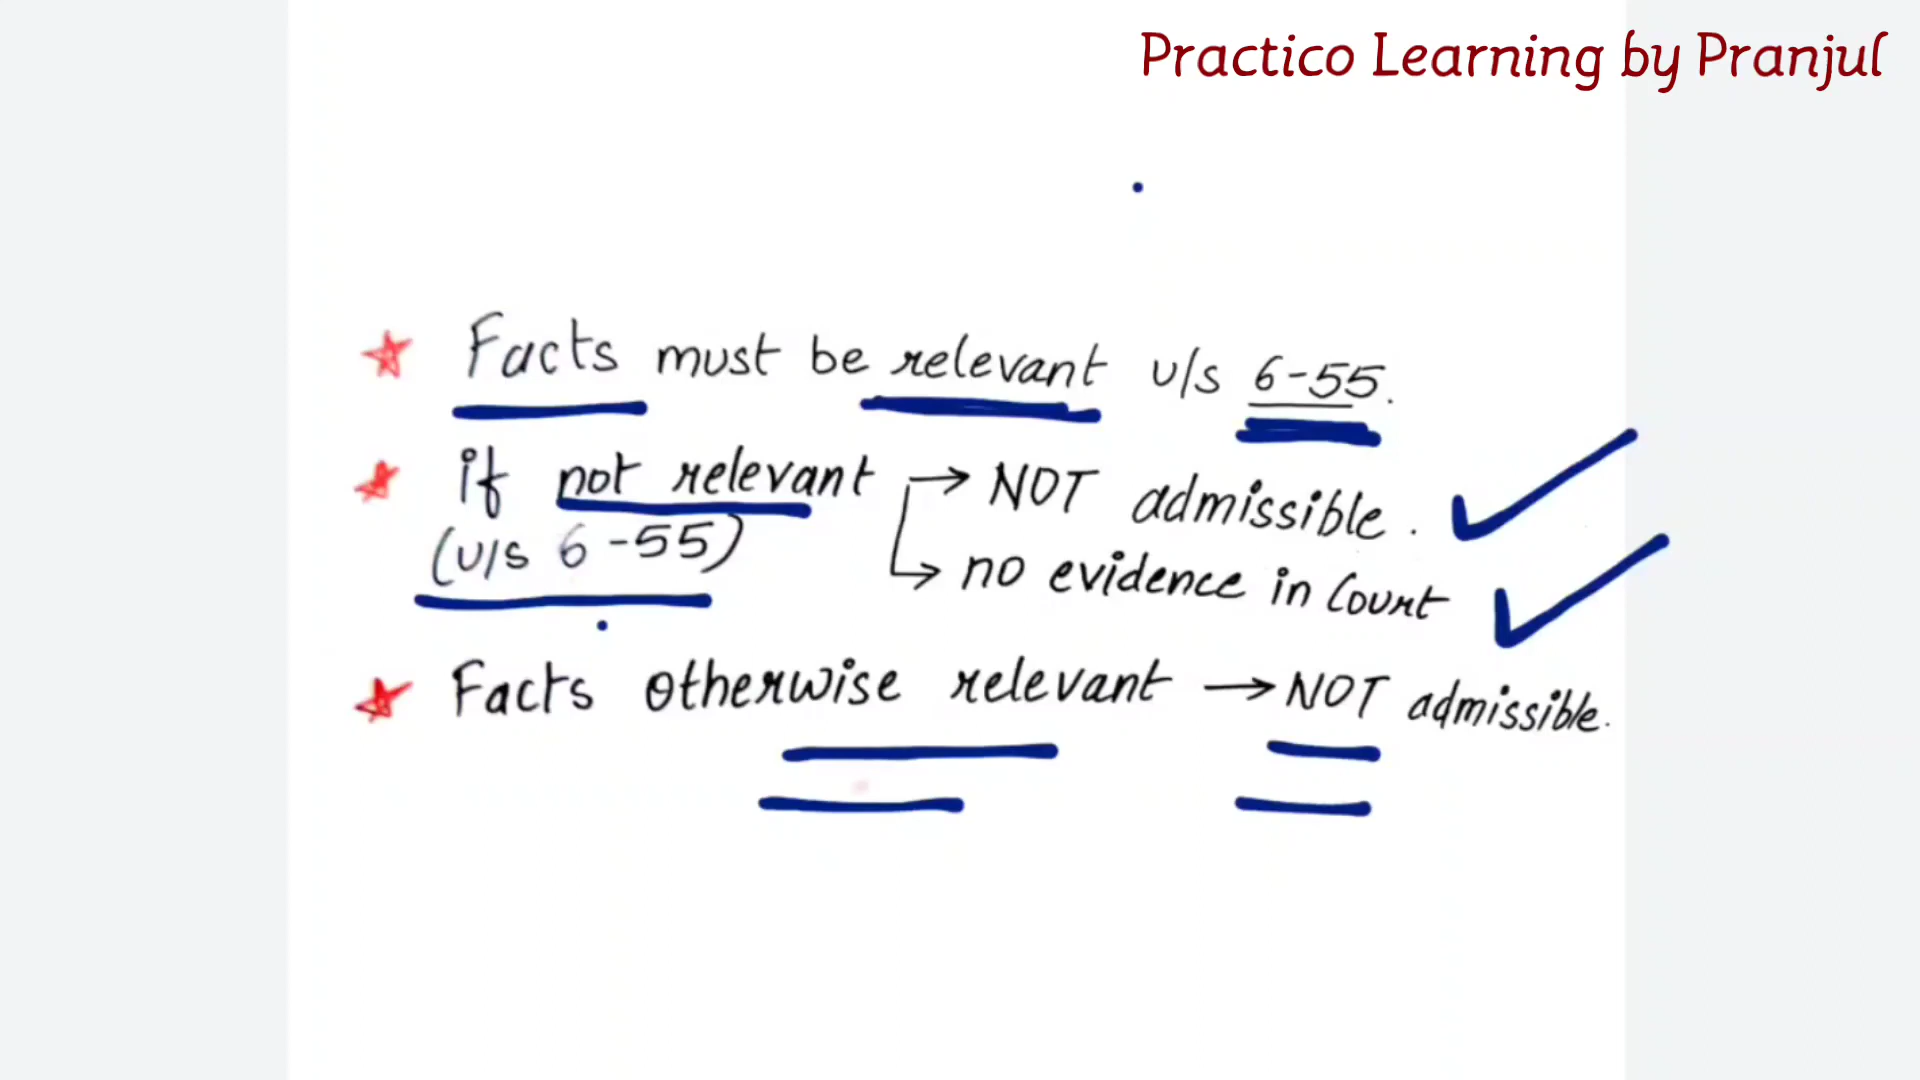 Practico Learning by Pranjul
Facts must be relevant u/s 6-55.
if not relevant → NOT admissible.
(u/s 6-55) → no evidence in Court
Facts otherwise relevant → NOT admissible.